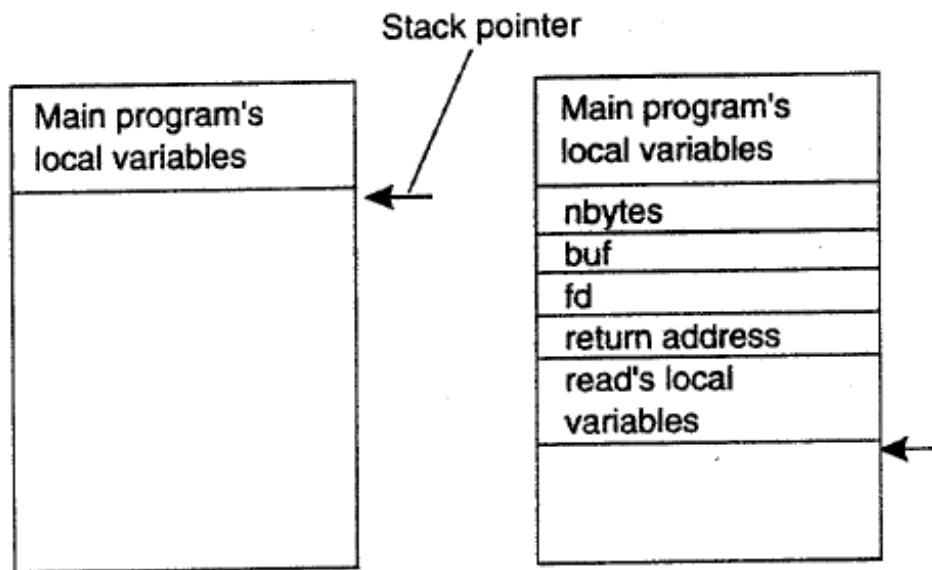 Stack pointer
Main program's
local variables
Main program's
local variables
nbytes
buf
fd
return address
read's local
variables